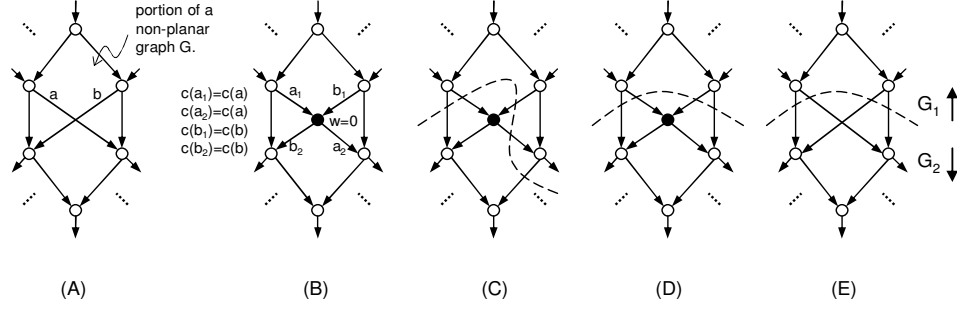 portion of a
non-planar
graph G.
a b
c(a₁)=c(a)
c(a₂)=c(a)
c(b₁)=c(b)
c(b₂)=c(b)
a₁ b₁
w=0
b₂ a₂
G₁
G₂
(A) (B) (C) (D) (E)